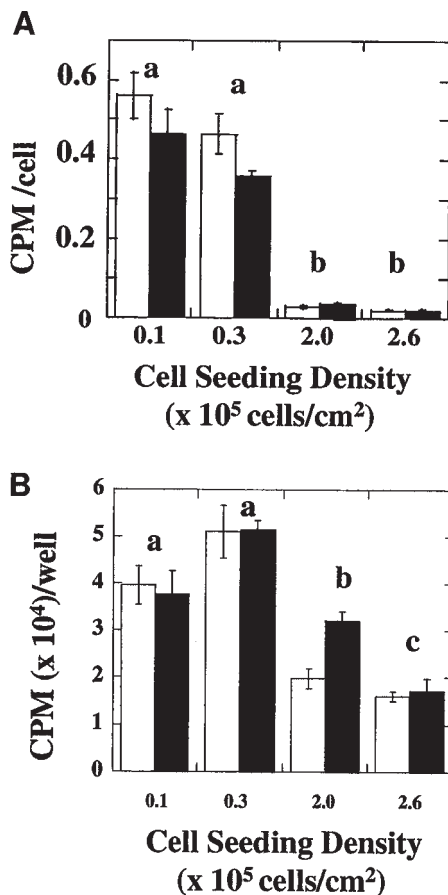 A
CPM /cell
0.6
0.4
0.2
0
a
a
b
b
0.1 0.3 2.0 2.6
Cell Seeding Density
(x 10⁵ cells/cm²)
B
CPM (x 10⁴)/well
6
5
4
3
2
1
0
a
a
b
c
0.1 0.3 2.0 2.6
Cell Seeding Density
(x 10⁵ cells/cm²)